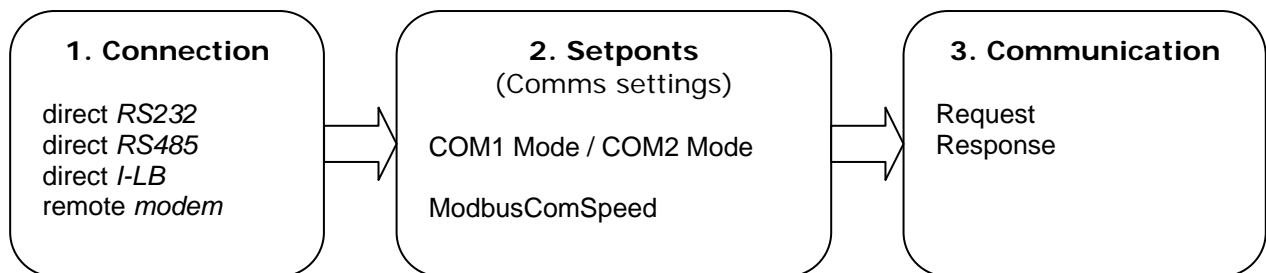 1. Connection
direct RS232
direct RS485
direct I-LB
remote modem
2. Setponts
(Comms settings)
COM1 Mode / COM2 Mode
ModbusComSpeed
3. Communication
Request
Response